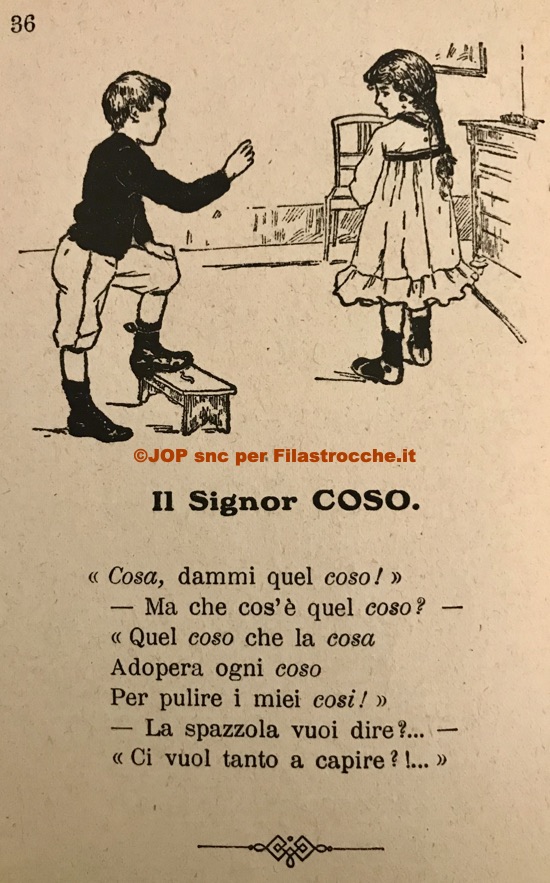 36
©JOP snc per Filastrocche.it
Il Signor COSO.
« Cosa, dammi quel coso! »
— Ma che cos'è quel coso? —
« Quel coso che la cosa
Adopera ogni coso
Per pulire i miei cosi! »
— La spazzola vuoi dire?... —
« Ci vuol tanto a capire?!... »